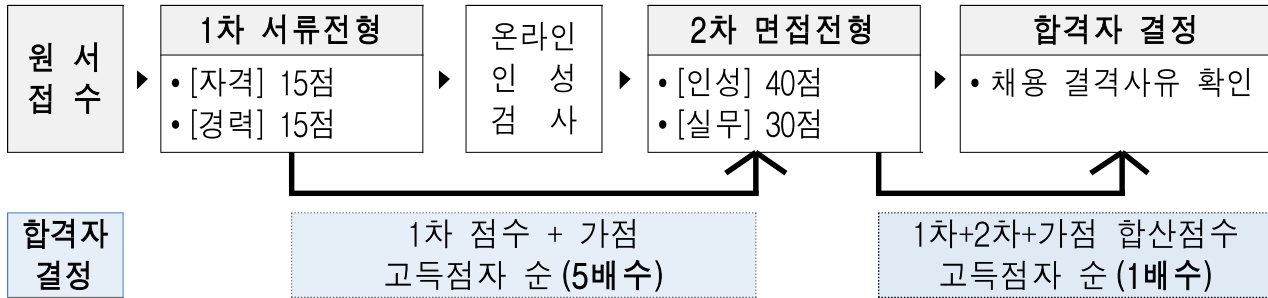 원 서
접 수
1차 서류전형
• [자격] 15점
• [경력] 15점
온라인
인 성
검 사
2차 면접전형
• [인성] 40점
• [실무] 30점
합격자 결정
• 채용 결격사유 확인
합격자
결정
1차 점수 + 가점
고득점자 순 (5배수)
1차+2차+가점 합산점수
고득점자 순 (1배수)